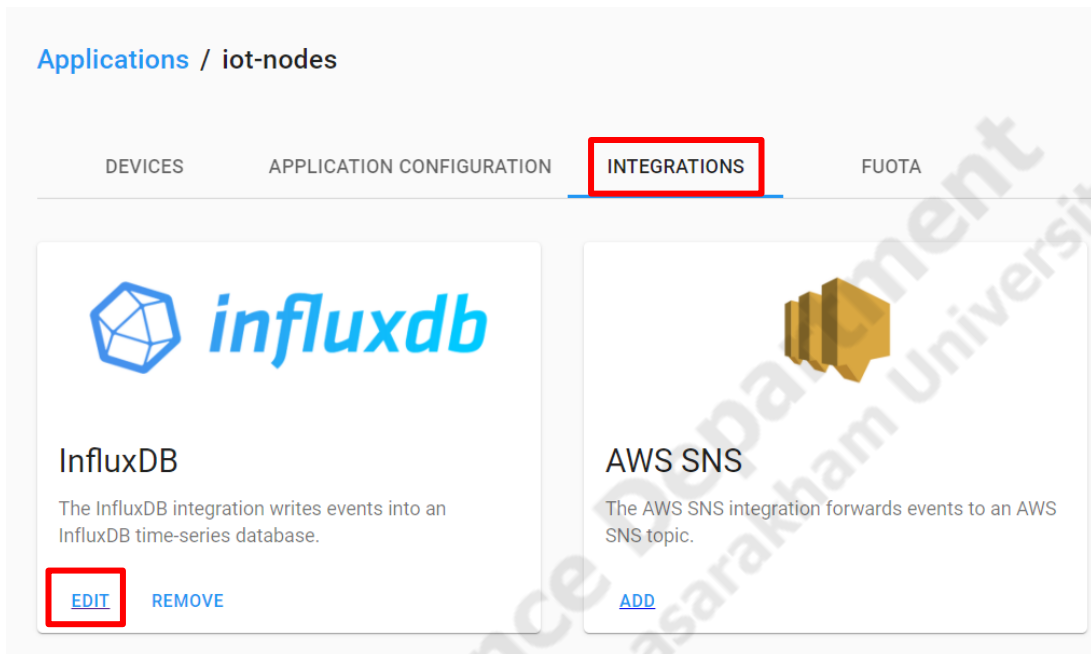 Applications / iot-nodes
DEVICES APPLICATION CONFIGURATION INTEGRATIONS FUOTA
influxdb
InfluxDB
The InfluxDB integration writes events into an
InfluxDB time-series database.
EDIT REMOVE
AWS SNS
The AWS SNS integration forwards events to an AWS
SNS topic.
ADD
Department